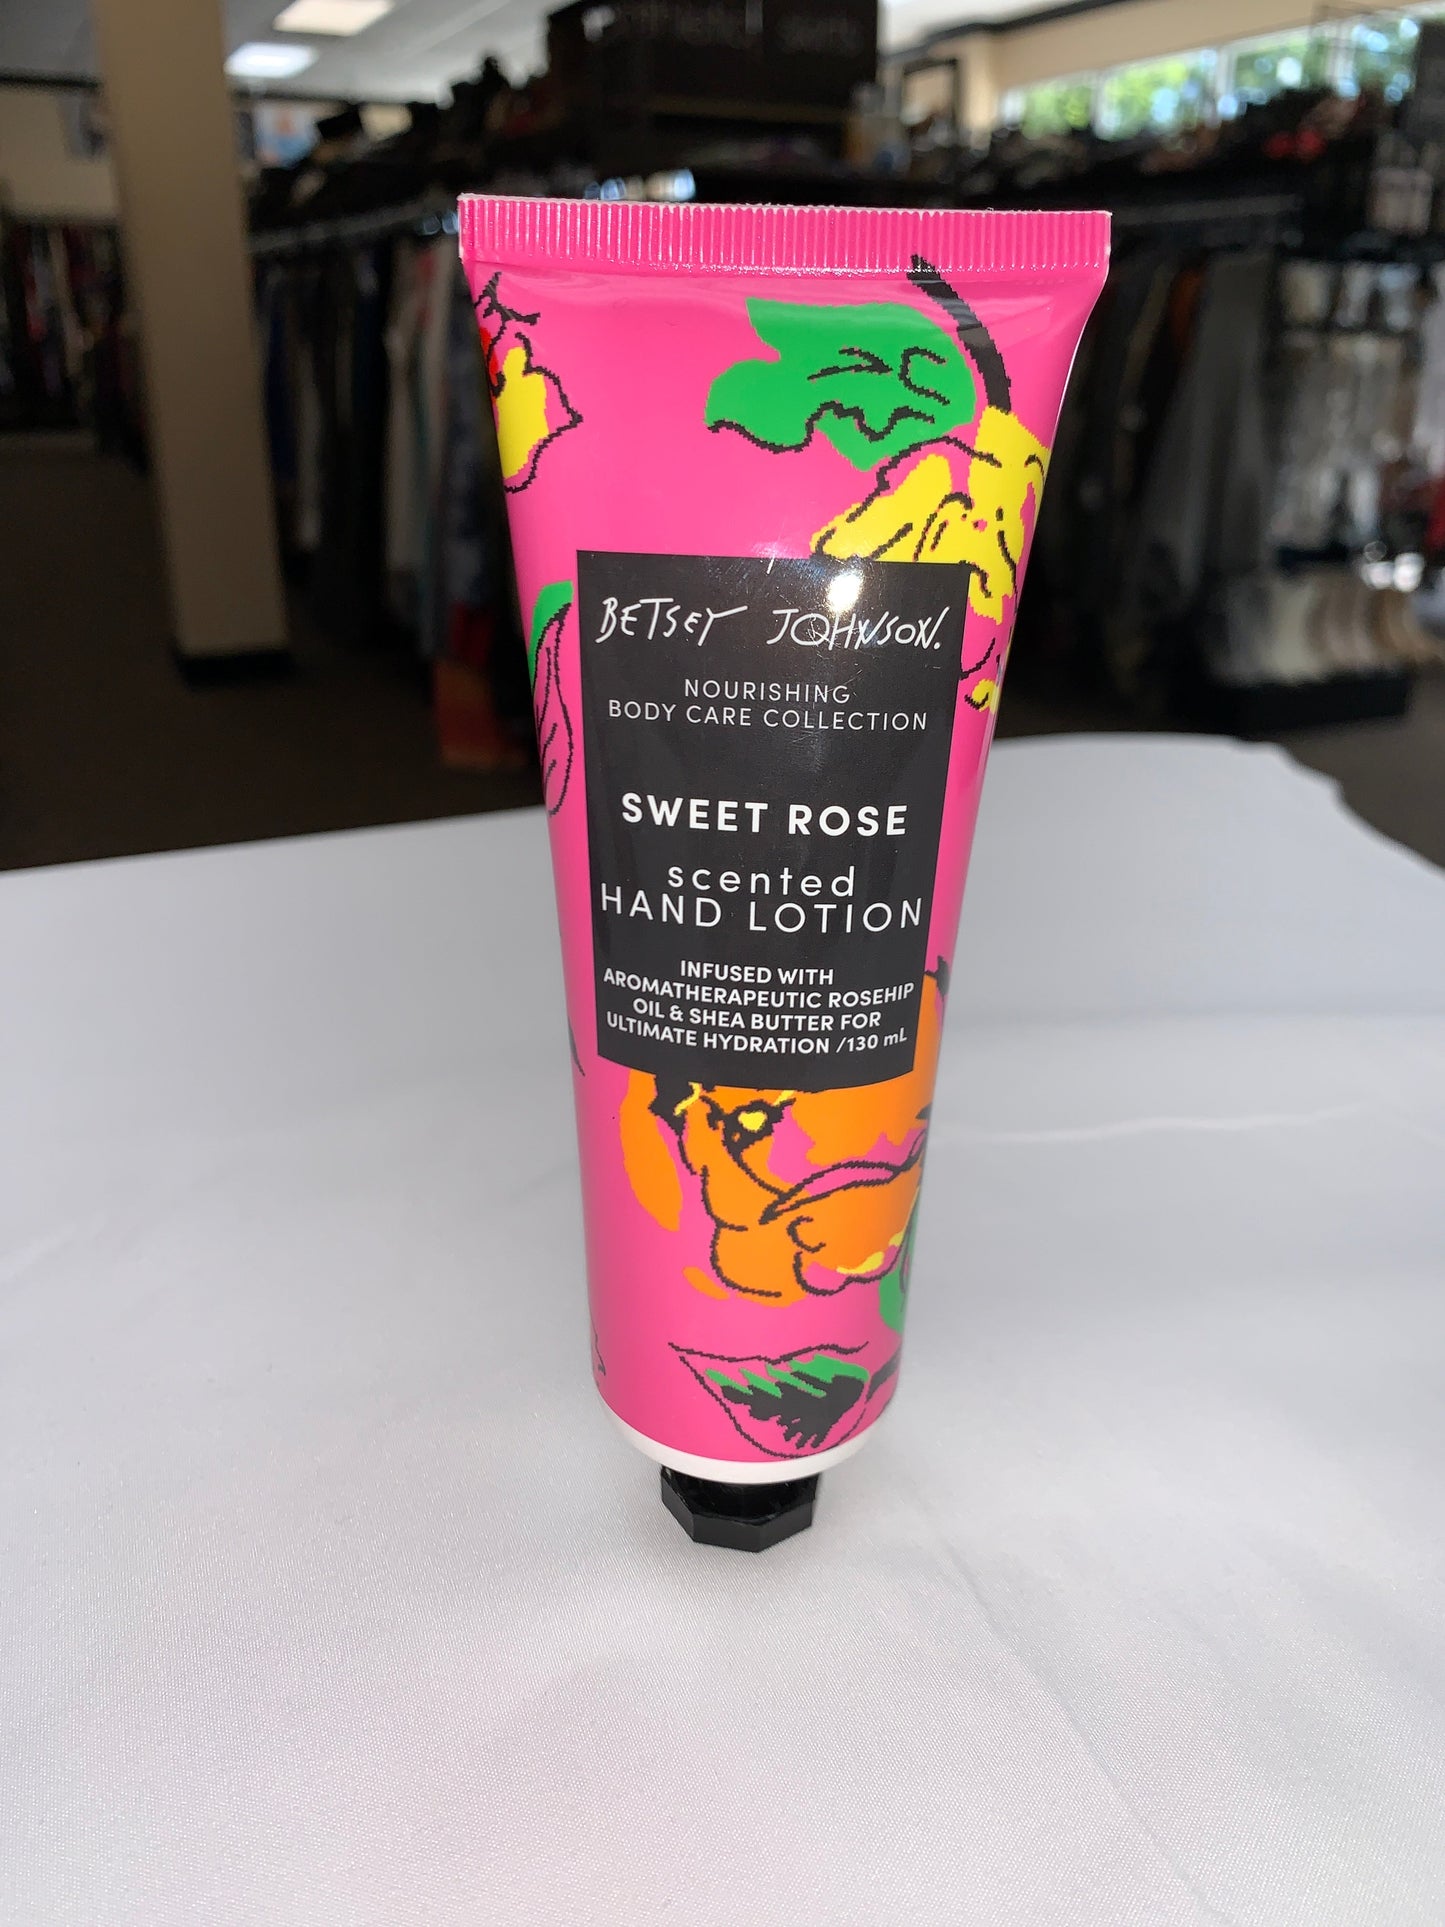 BETSEY JOHNSON.
NOURISHING
BODY CARE COLLECTION
SWEET ROSE
scented
HAND LOTION
INFUSED WITH
AROMATHERAPEUTIC ROSEHIP
OIL & SHEA BUTTER FOR
ULTIMATE HYDRATION /130 mL